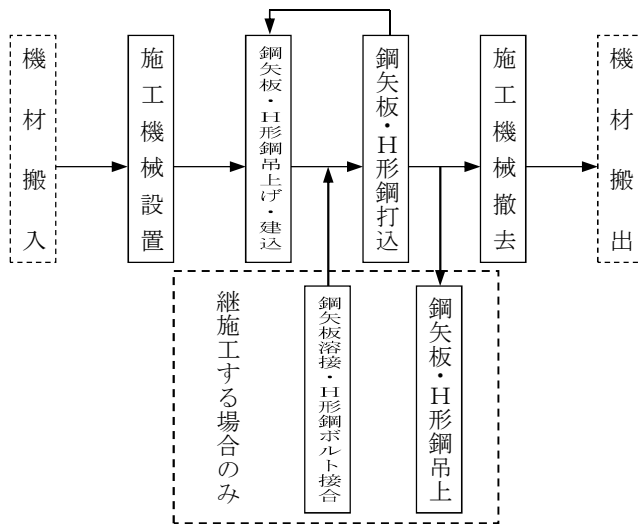 機材搬入
施工機械設置
鋼矢板・H形鋼吊上げ・建込
鋼矢板・H形鋼打込
施工機械撤去
機材搬出
継施工する場合のみ
鋼矢板溶接・H形鋼ボルト接合
鋼矢板・H形鋼吊上